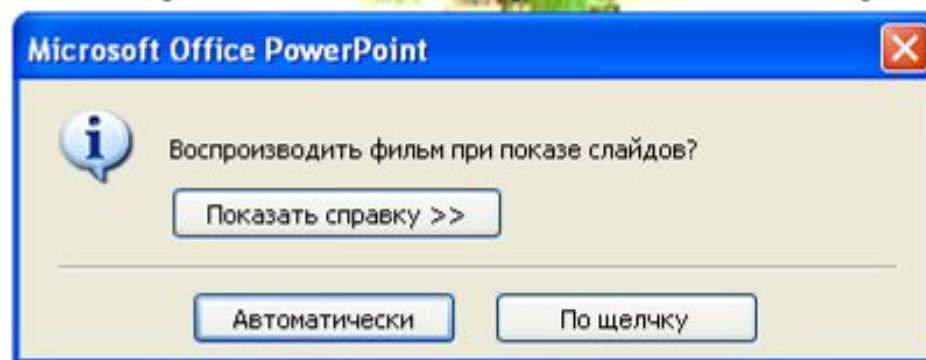 Microsoft Office PowerPoint
Воспроизводить фильм при показе слайдов?
Показать справку >>
Автоматически
По щелчку